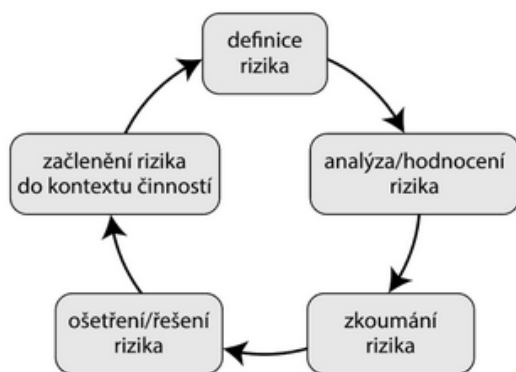 definice
rizika
analýza/hodnocení
rizika
zkoumání
rizika
ošetření/řešení
rizika
začlenění rizika
do kontextu činností